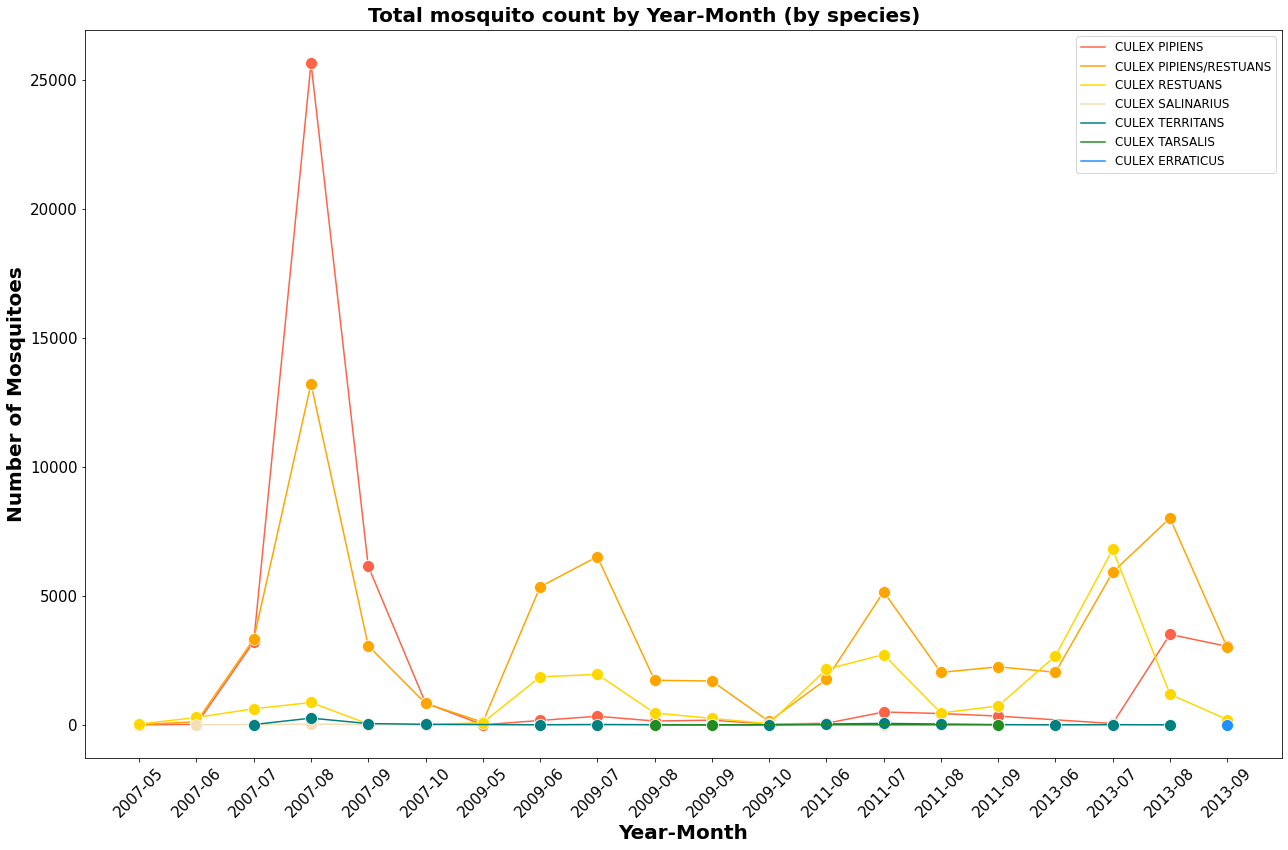 Total mosquito count by Year-Month (by species)
CULEX PIPIENS
CULEX PIPIENS/RESTUANS
CULEX RESTUANS
CULEX SALINARIUS
CULEX TERRITANS
CULEX TARSALIS
CULEX ERRATICUS
Number of Mosquitoes
25000
20000
15000
10000
5000
0
2007-05
2007-06
2007-07
2007-08
2007-09
2007-10
2009-05
2009-06
2009-07
2009-08
2009-09
2009-10
2011-06
2011-07
2011-08
2011-09
2013-06
2013-07
2013-08
2013-09
Year-Month